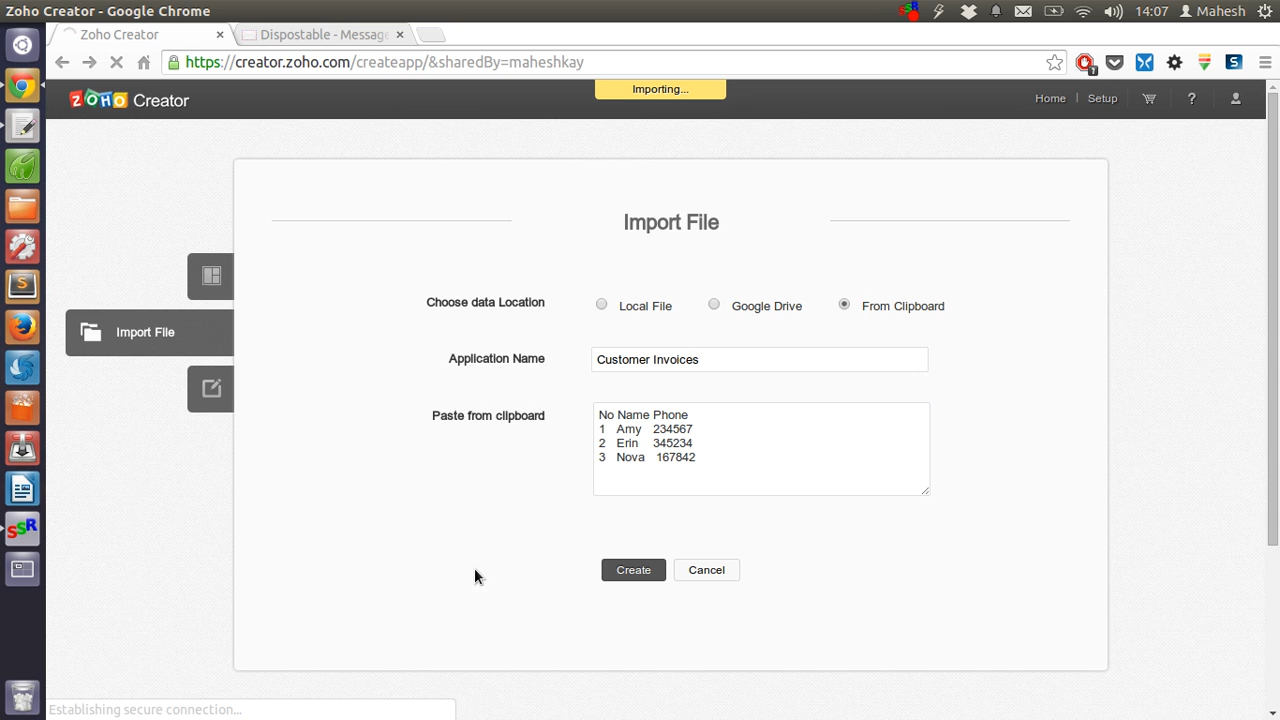 Zoho Creator - Google Chrome
14:07 Mahesh
Zoho Creator
Dispostable - Message
https://creator.zoho.com/createapp/&sharedBy=maheshkay
ZOHO Creator
Importing...
Home
Setup
Import File
Import File
Choose data Location
Local File
Google Drive
From Clipboard
Application Name
Customer Invoices
Paste from clipboard
No Name Phone
1 Amy 234567
2 Erin 345234
3 Nova 167842
Create
Cancel
Establishing secure connection...